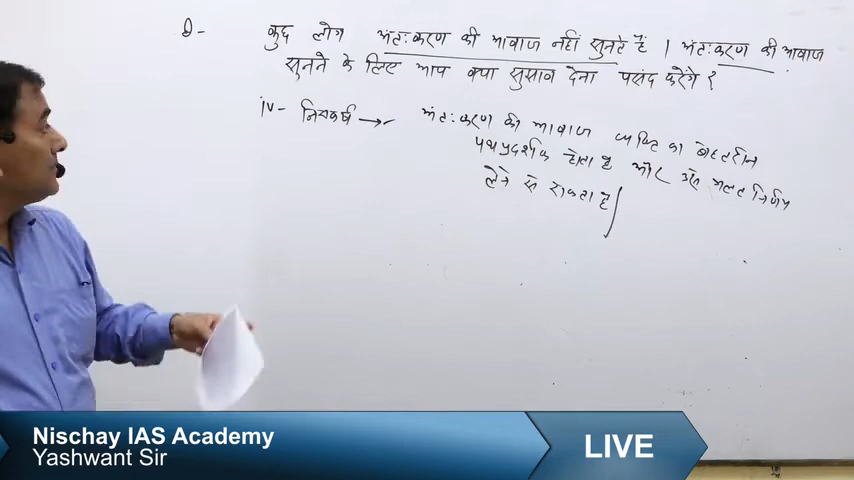 Q- कुछ लोग अंतःकरण की आवाज नहीं सुनते हैं। अंतःकरण की आवाज
सुनने के लिए आप क्या सुझाव देना पसंद करेंगे?
iv- निष्कर्ष → अंतःकरण की आवाज व्यक्ति का बेहतरीन
पथप्रदर्शक होता है और उसे गलत निर्णय
लेने से रोकता है।
Nischay IAS Academy
Yashwant Sir
LIVE